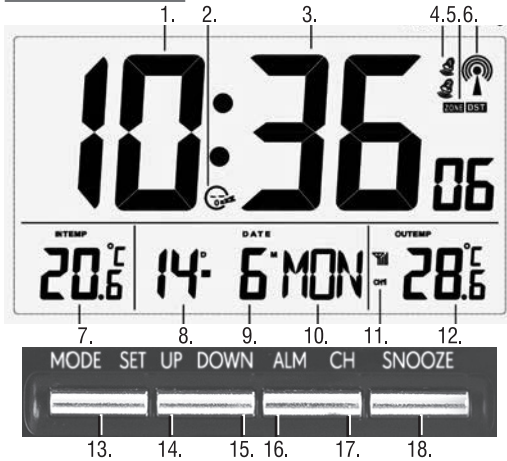 1. 2. 3. 4. 5. 6.
10:36 06
ZONE DST
INTEMP DATE OUTEMP
20.6 °C 14 D - 6 M MON CH1 28.6 °C
7. 8. 9. 10. 11. 12.
MODE SET UP DOWN ALM CH SNOOZE
13. 14. 15. 16. 17. 18.